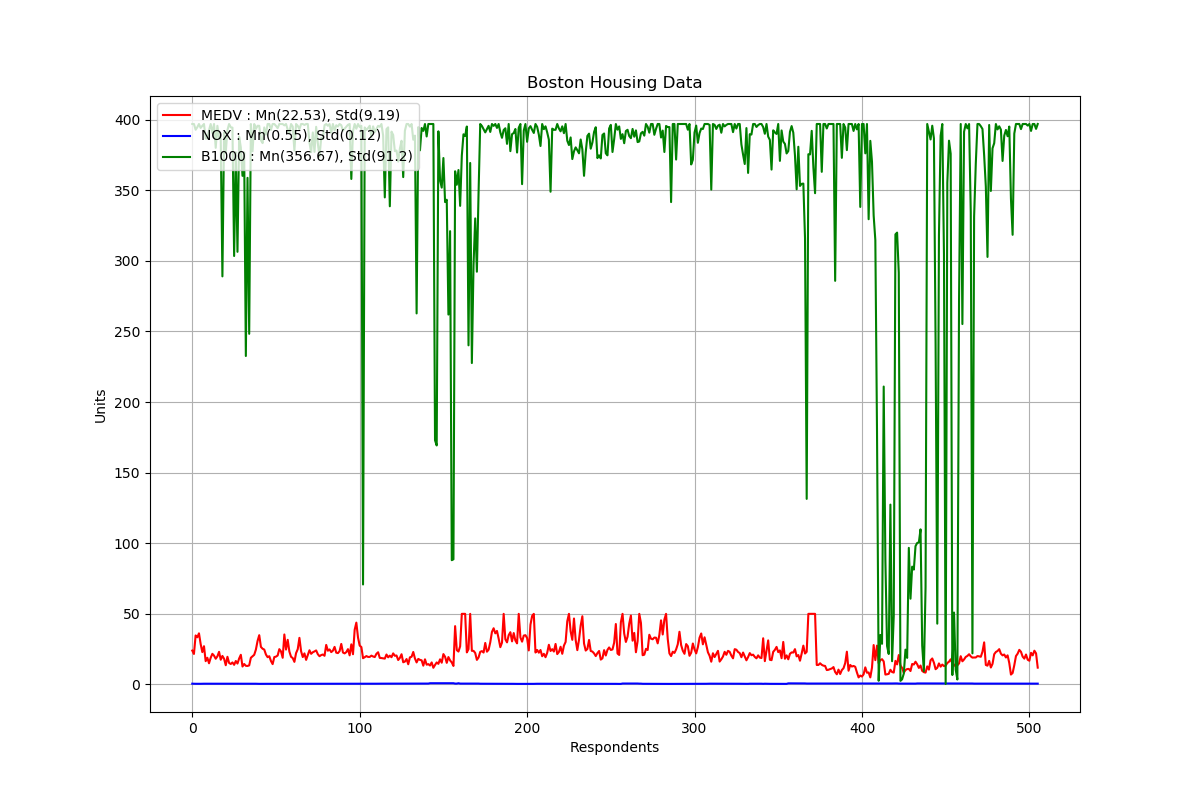 Boston Housing Data
MEDV : Mn(22.53), Std(9.19)
NOX : Mn(0.55), Std(0.12)
B1000 : Mn(356.67), Std(91.2)
400
350
300
250
200
150
100
50
0
Units
0 100 200 300 400 500
Respondents